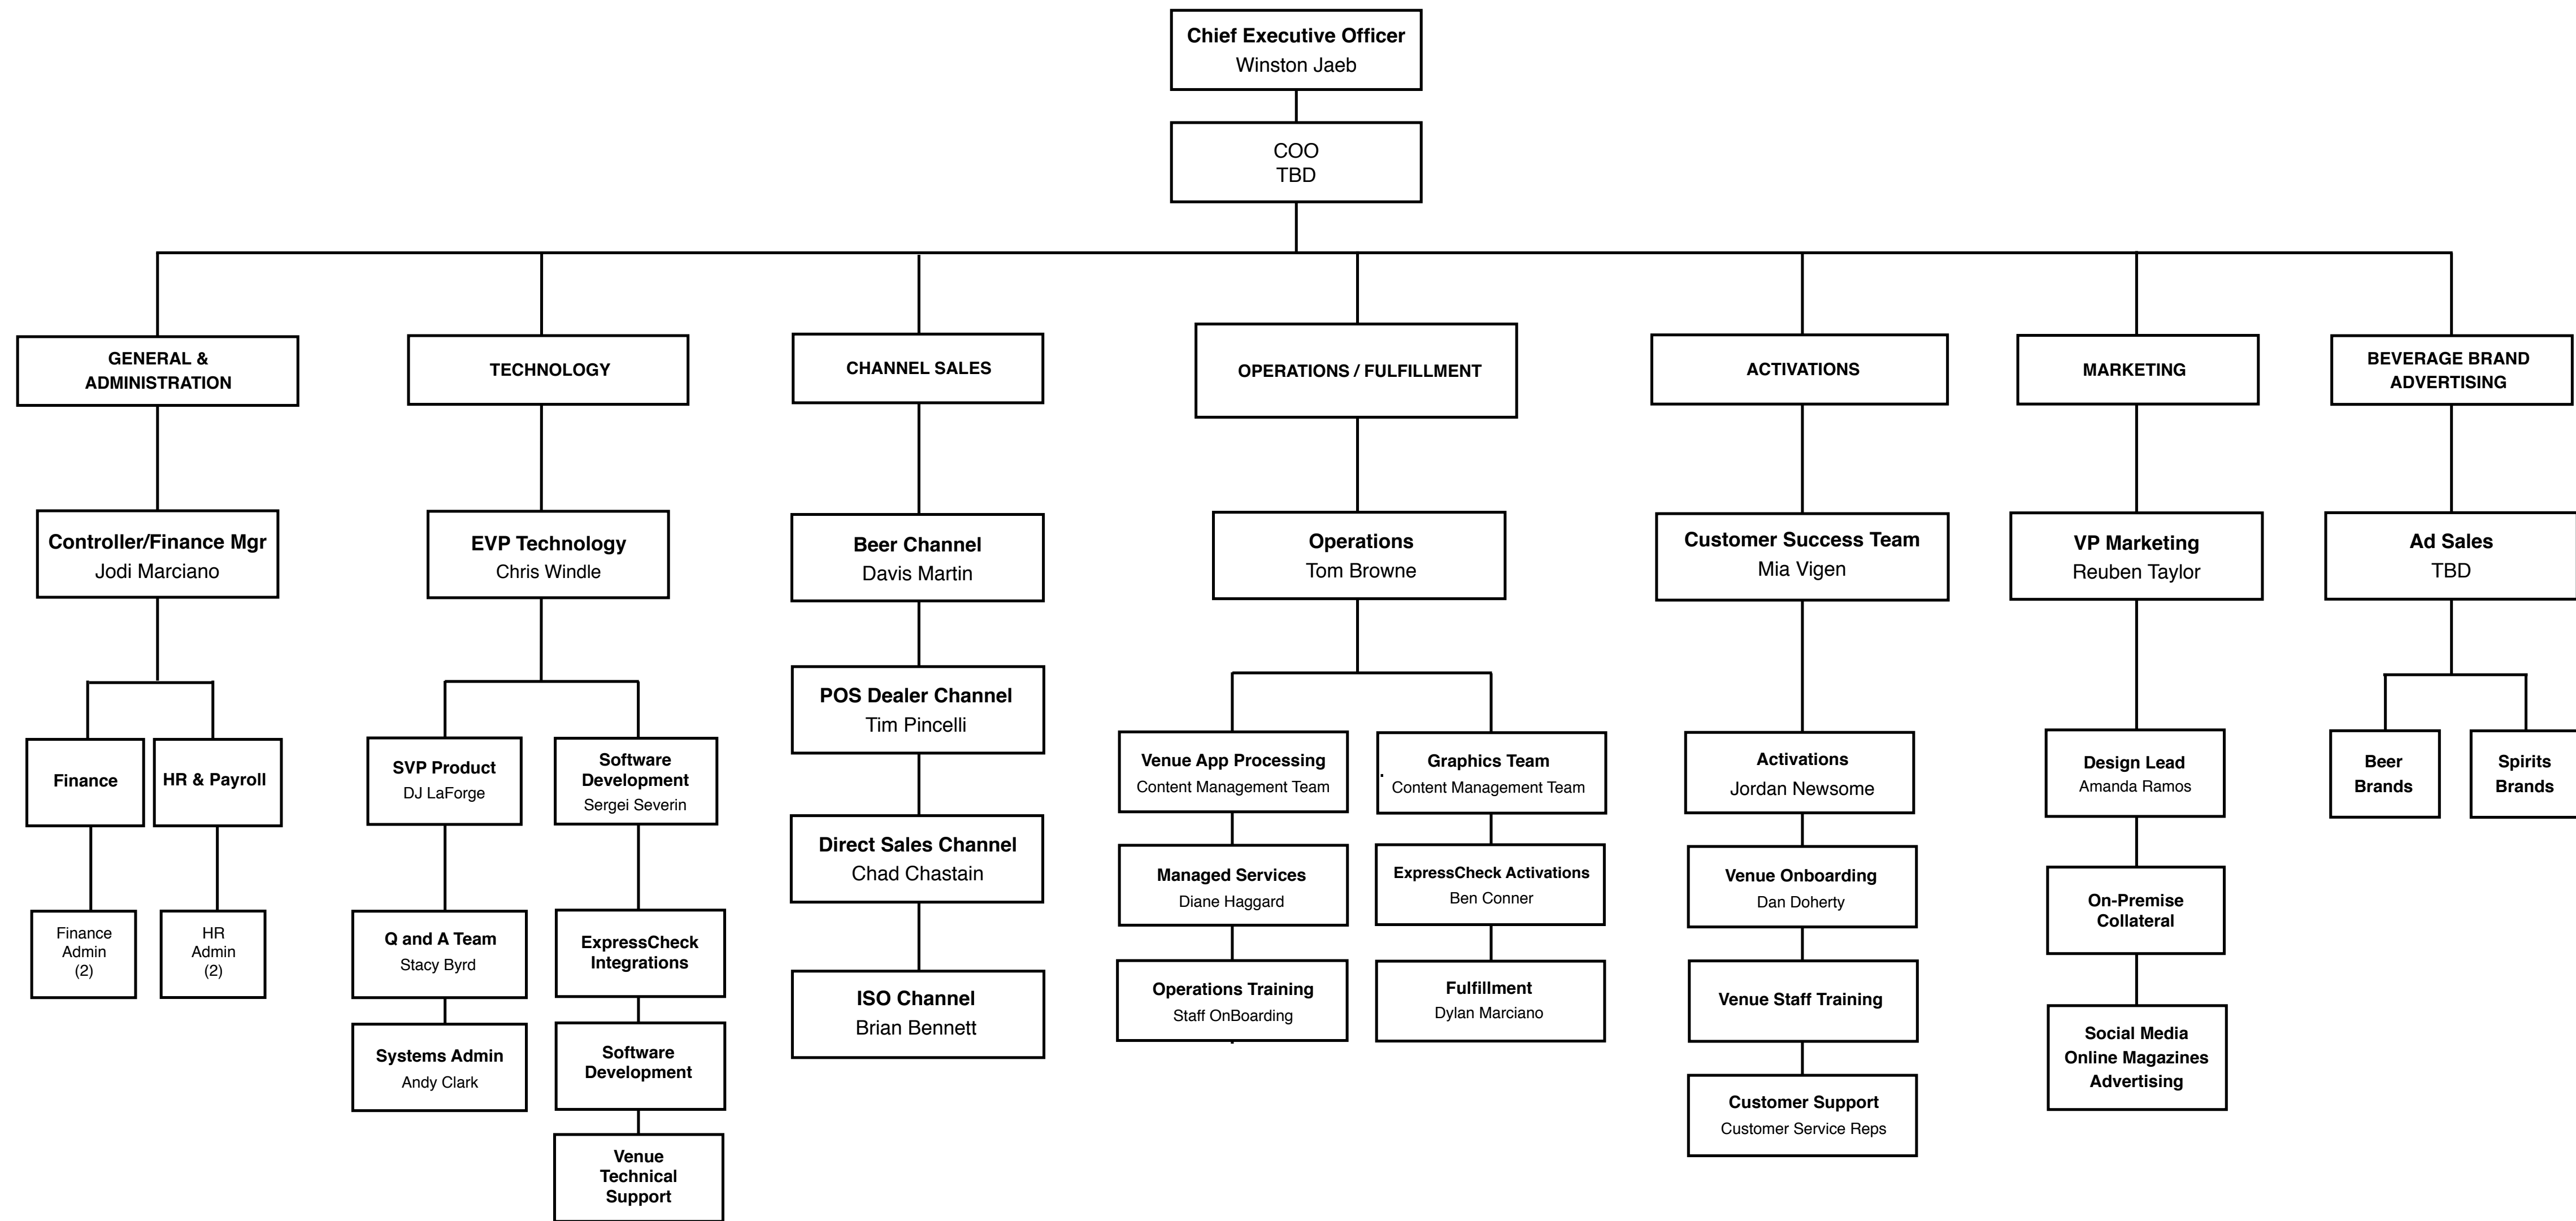 Chief Executive Officer
Winston Jaeb
COO
TBD
GENERAL &
ADMINISTRATION
TECHNOLOGY
CHANNEL SALES
OPERATIONS / FULFILLMENT
ACTIVATIONS
MARKETING
BEVERAGE BRAND
ADVERTISING
Controller/Finance Mgr
Jodi Marciano
EVP Technology
Chris Windle
Beer Channel
Davis Martin
Operations
Tom Browne
Customer Success Team
Mia Vigen
VP Marketing
Reuben Taylor
Ad Sales
TBD
Finance
HR & Payroll
Finance
Admin
(2)
HR
Admin
(2)
SVP Product
DJ LaForge
Software
Development
Sergei Severin
Q and A Team
Stacy Byrd
ExpressCheck
Integrations
Systems Admin
Andy Clark
Software
Development
Venue
Technical
Support
POS Dealer Channel
Tim Pincelli
Direct Sales Channel
Chad Chastain
ISO Channel
Brian Bennett
Venue App Processing
Content Management Team
Graphics Team
Content Management Team
Managed Services
Diane Haggard
ExpressCheck Activations
Ben Conner
Operations Training
Staff OnBoarding
Fulfillment
Dylan Marciano
Activations
Jordan Newsome
Venue Onboarding
Dan Doherty
Venue Staff Training
Customer Support
Customer Service Reps
Design Lead
Amanda Ramos
On-Premise
Collateral
Social Media
Online Magazines
Advertising
Beer
Brands
Spirits
Brands